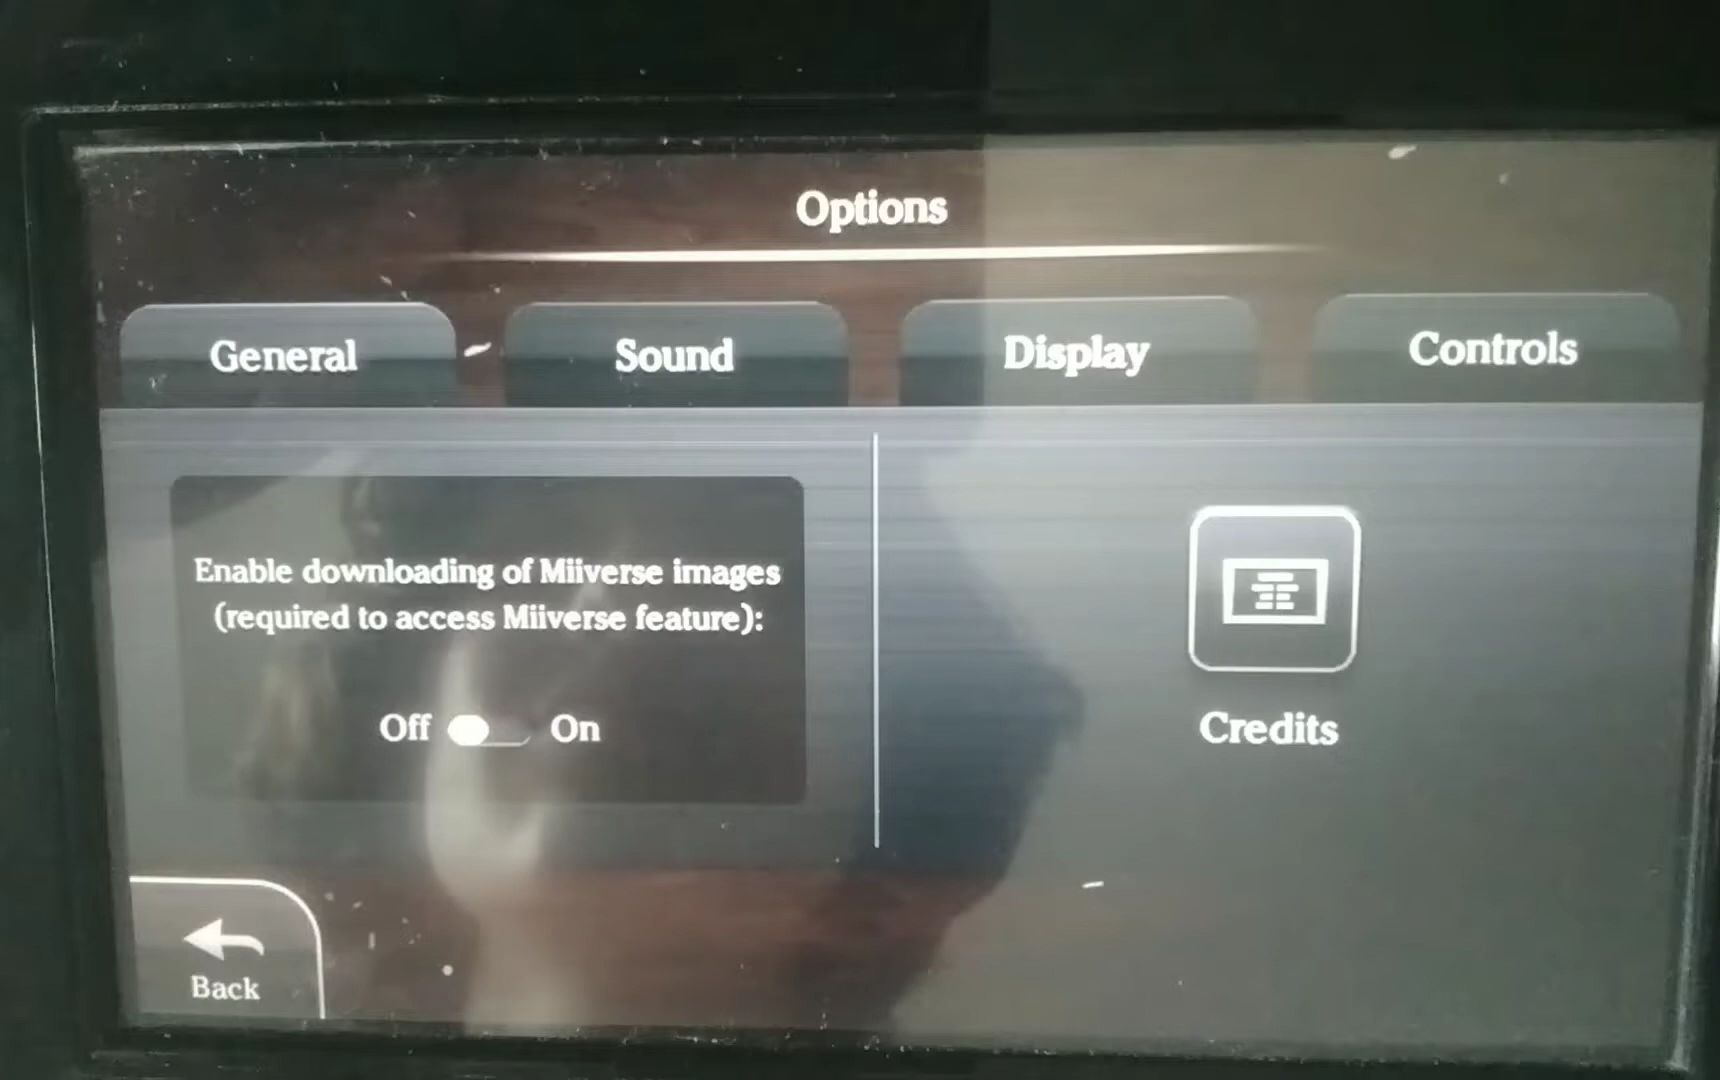 Options
General
Sound
Display
Controls
Enable downloading of Miiverse images
(required to access Miiverse feature):
Off
On
Credits
Back